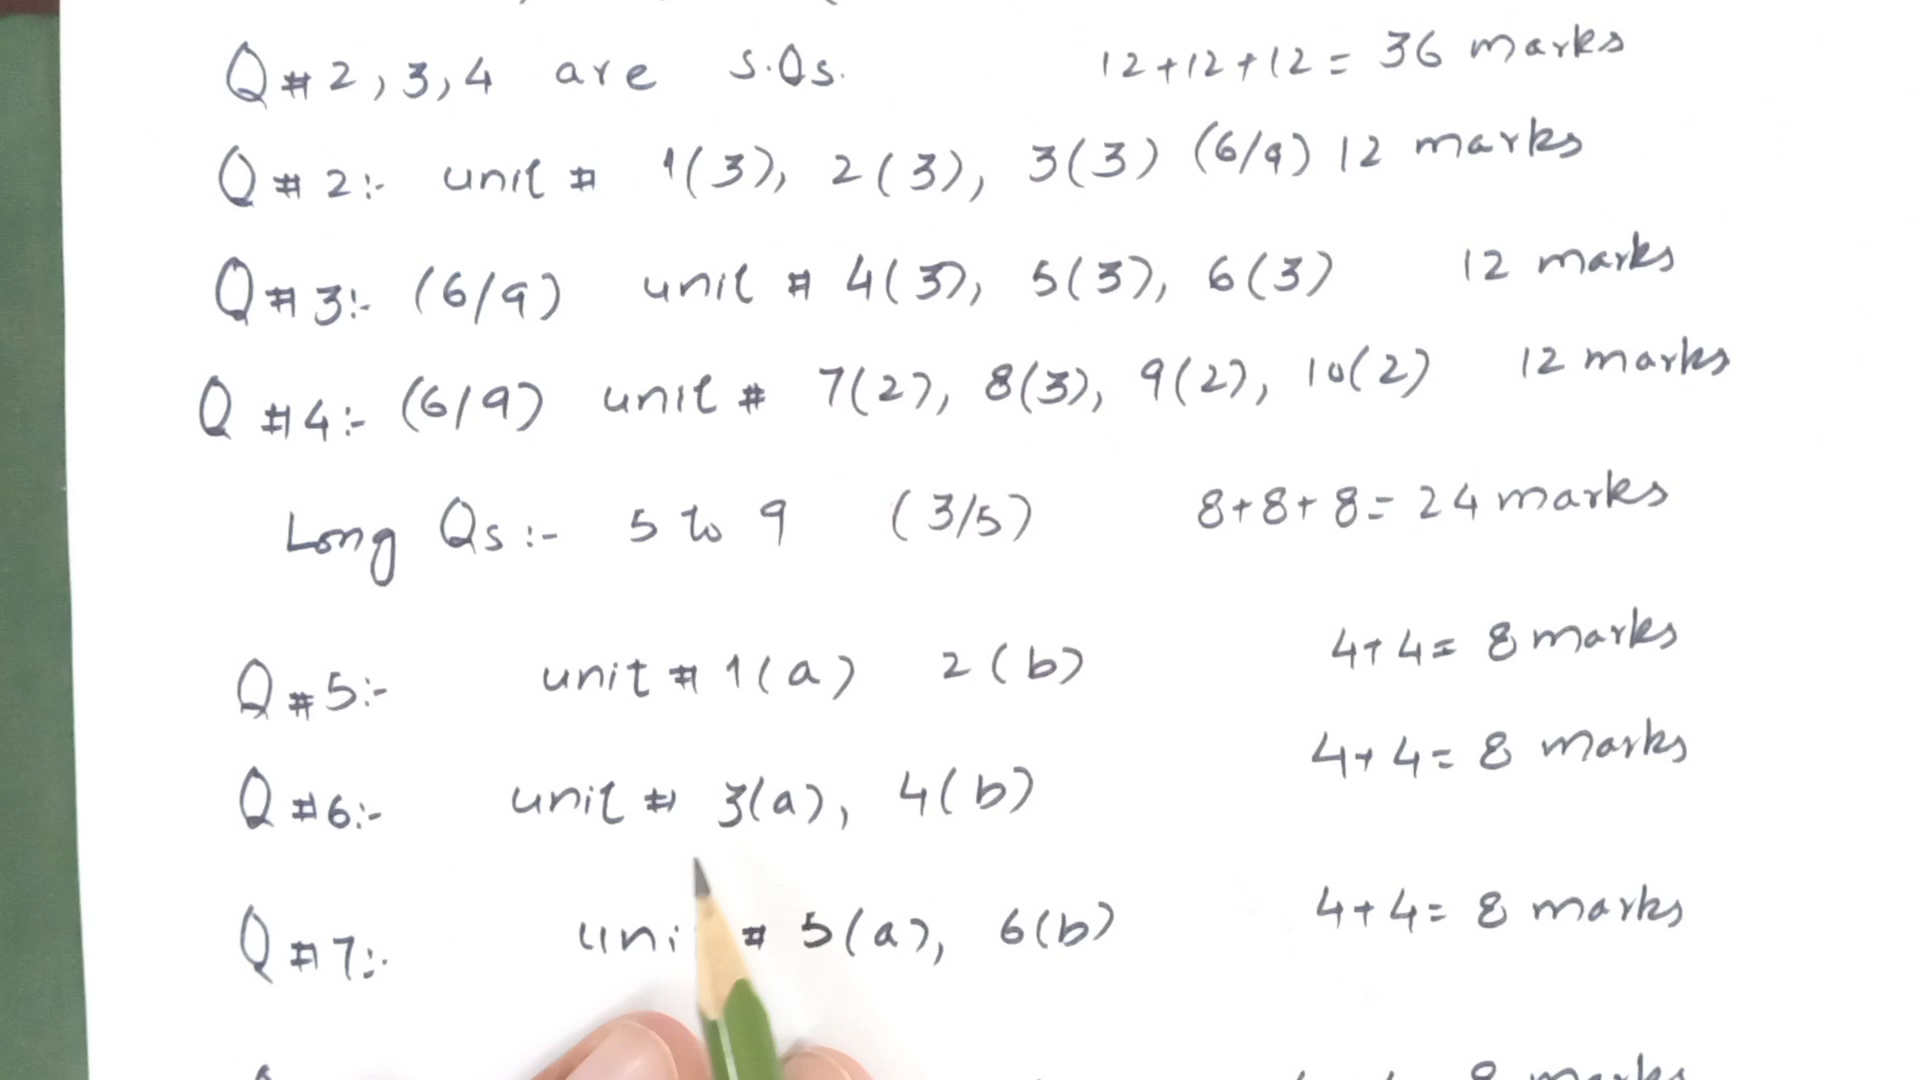 Q # 2, 3, 4 are S.Qs. 12+12+12 = 36 marks
Q # 2:- unit # 1(3), 2(3), 3(3) (6/9) 12 marks
Q # 3:- (6/9) unit # 4(3), 5(3), 6(3) 12 marks
Q # 4:- (6/9) unit # 7(2), 8(3), 9(2), 10(2) 12 marks
Long Qs:- 5 to 9 (3/5) 8+8+8 = 24 marks
Q # 5:- unit # 1(a) 2(b) 4+4= 8 marks
Q # 6:- unit # 3(a), 4(b) 4+4= 8 marks
Q # 7:- uni # 5(a), 6(b) 4+4= 8 marks
8 marks